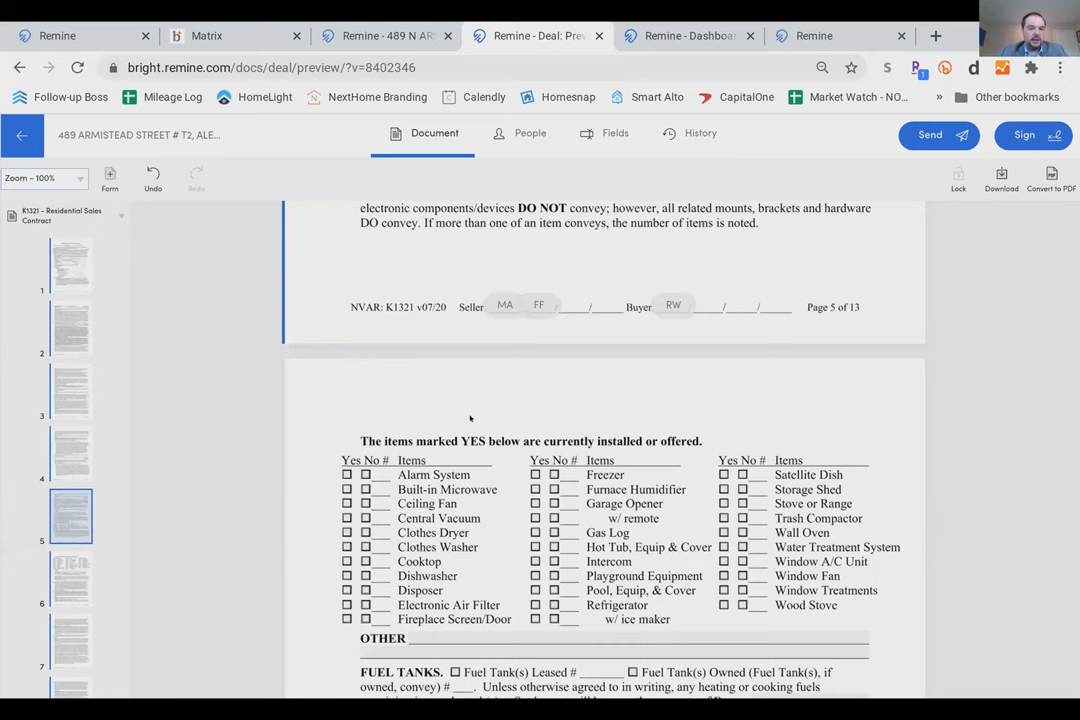 Remine
Matrix
Remine - 489 N AR
Remine - Deal: Pre
Remine - Dashboa
Remine
bright.remine.com/docs/deal/preview/?v=8402346
S R 1 d
Follow-up Boss
Mileage Log
HomeLight
NextHome Branding
Calendly
Homesnap
Smart Alto
CapitalOne
Market Watch - NO...
»
Other bookmarks
489 ARMISTEAD STREET # T2, ALE...
Document
People
Fields
History
Send
Sign
Zoom - 100%
Form
Undo
Redo
Lock
Download
Convert to PDF
K1321 - Residential Sales
Contract
1
2
3
4
5
6
7
electronic components/devices DO NOT convey; however, all related mounts, brackets and hardware
DO convey. If more than one of an item conveys, the number of items is noted.
NVAR: K1321 v07/20 Seller: MA FF / Buyer: RW / / Page 5 of 13
The items marked YES below are currently installed or offered.
Yes No # Items Yes No # Items Yes No # Items
Alarm System Freezer Satellite Dish
Built-in Microwave Furnace Humidifier Storage Shed
Ceiling Fan Garage Opener Stove or Range
Central Vacuum w/ remote Trash Compactor
Clothes Dryer Gas Log Wall Oven
Clothes Washer Hot Tub, Equip & Cover Water Treatment System
Cooktop Intercom Window A/C Unit
Dishwasher Playground Equipment Window Fan
Disposer Pool, Equip, & Cover Window Treatments
Electronic Air Filter Refrigerator Wood Stove
Fireplace Screen/Door w/ ice maker
OTHER
FUEL TANKS. Fuel Tank(s) Leased # Fuel Tank(s) Owned (Fuel Tank(s), if
owned, convey) # ___. Unless otherwise agreed to in writing, any heating or cooking fuels